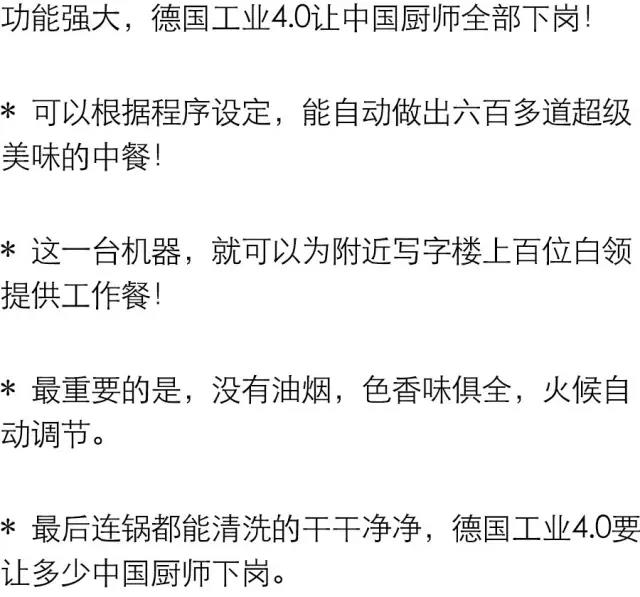 功能强大，德国工业4.0让中国厨师全部下岗！
* 可以根据程序设定，能自动做出六百多道超级
美味的中餐！
* 这一台机器，就可以为附近写字楼上百位白领
提供工作餐！
* 最重要的是，没有油烟，色香味俱全，火候自
动调节。
* 最后连锅都能清洗的干干净净，德国工业4.0要
让多少中国厨师下岗。